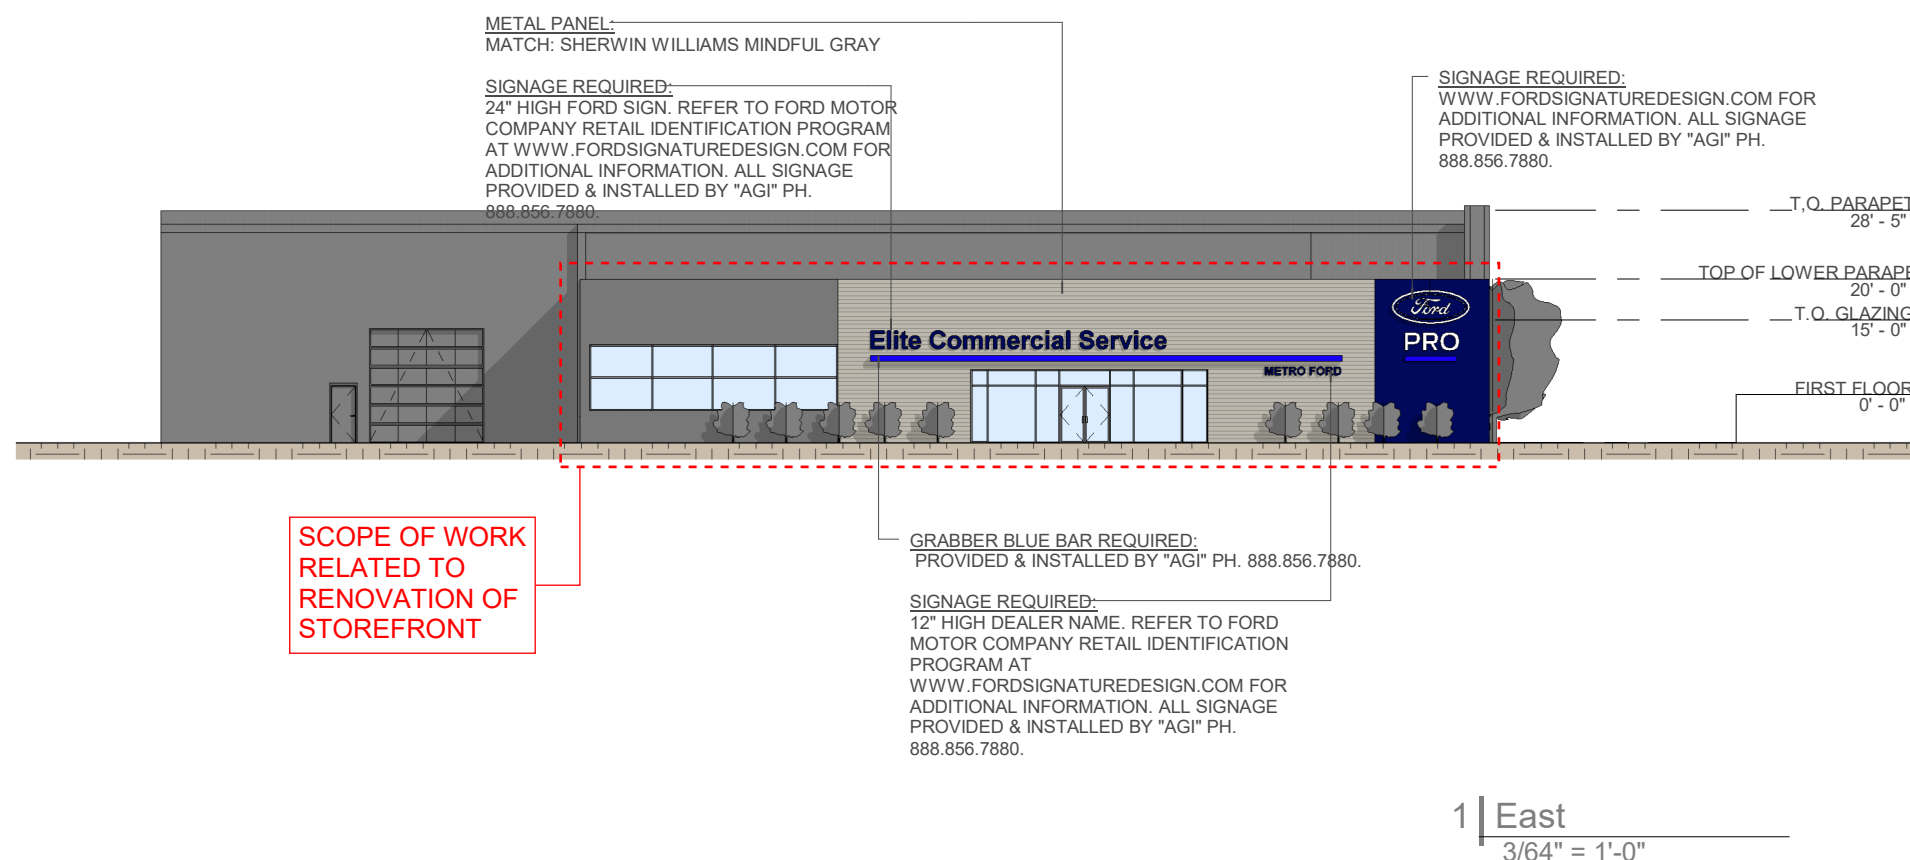 METAL PANEL:
MATCH: SHERWIN WILLIAMS MINDFUL GRAY
SIGNAGE REQUIRED:
24" HIGH FORD SIGN. REFER TO FORD MOTOR
COMPANY RETAIL IDENTIFICATION PROGRAM
AT WWW.FORDSIGNATUREDESIGN.COM FOR
ADDITIONAL INFORMATION. ALL SIGNAGE
PROVIDED & INSTALLED BY "AGI" PH.
888.856.7880.
SIGNAGE REQUIRED:
WWW.FORDSIGNATUREDESIGN.COM FOR
ADDITIONAL INFORMATION. ALL SIGNAGE
PROVIDED & INSTALLED BY "AGI" PH.
888.856.7880.
T.O. PARAPET
28' - 5"
TOP OF LOWER PARAPE
20' - 0"
T.O. GLAZING
15' - 0"
FIRST FLOOR
0' - 0"
Ford
PRO
Elite Commercial Service
METRO FORD
SCOPE OF WORK
RELATED TO
RENOVATION OF
STOREFRONT
GRABBER BLUE BAR REQUIRED:
PROVIDED & INSTALLED BY "AGI" PH. 888.856.7880.
SIGNAGE REQUIRED:
12" HIGH DEALER NAME. REFER TO FORD
MOTOR COMPANY RETAIL IDENTIFICATION
PROGRAM AT
WWW.FORDSIGNATUREDESIGN.COM FOR
ADDITIONAL INFORMATION. ALL SIGNAGE
PROVIDED & INSTALLED BY "AGI" PH.
888.856.7880.
1 East
3/64" = 1'-0"